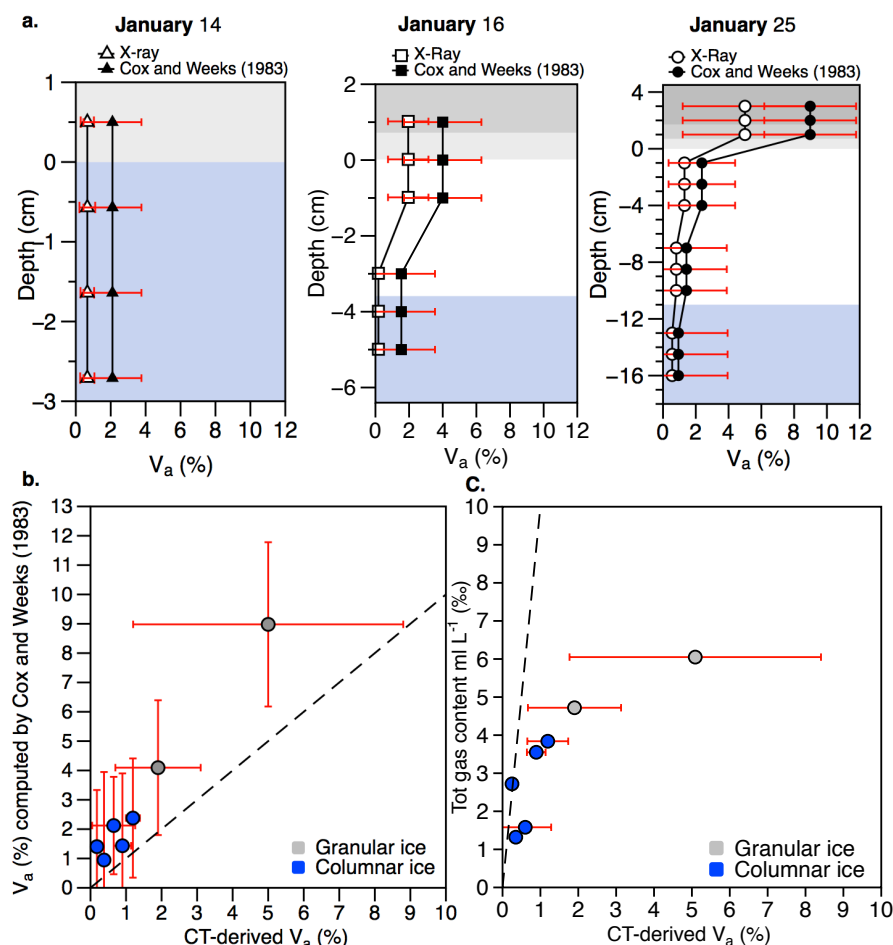 a.
January 14
X-ray
Cox and Weeks (1983)
1
0
−1
−2
−3
Depth (cm)
0 2 4 6 8 10 12
Va (%)
January 16
X-Ray
Cox and Weeks (1983)
2
0
−2
−4
−6
Depth (cm)
0 2 4 6 8 10 12
Va (%)
January 25
X-Ray
Cox and Weeks (1983)
4
0
−4
−8
−12
−16
Depth (cm)
0 2 4 6 8 10 12
Va (%)
b.
13
12
11
10
9
8
7
6
5
4
3
2
1
0
Va (%) computed by Cox and Weeks (1983)
Granular ice
Columnar ice
0 1 2 3 4 5 6 7 8 9 10
CT-derived Va (%)
c.
10
9
8
7
6
5
4
3
2
1
0
Tot gas content ml L-1 (‰)
Granular ice
Columnar ice
0 1 2 3 4 5 6 7 8 9 10
CT-derived Va (%)